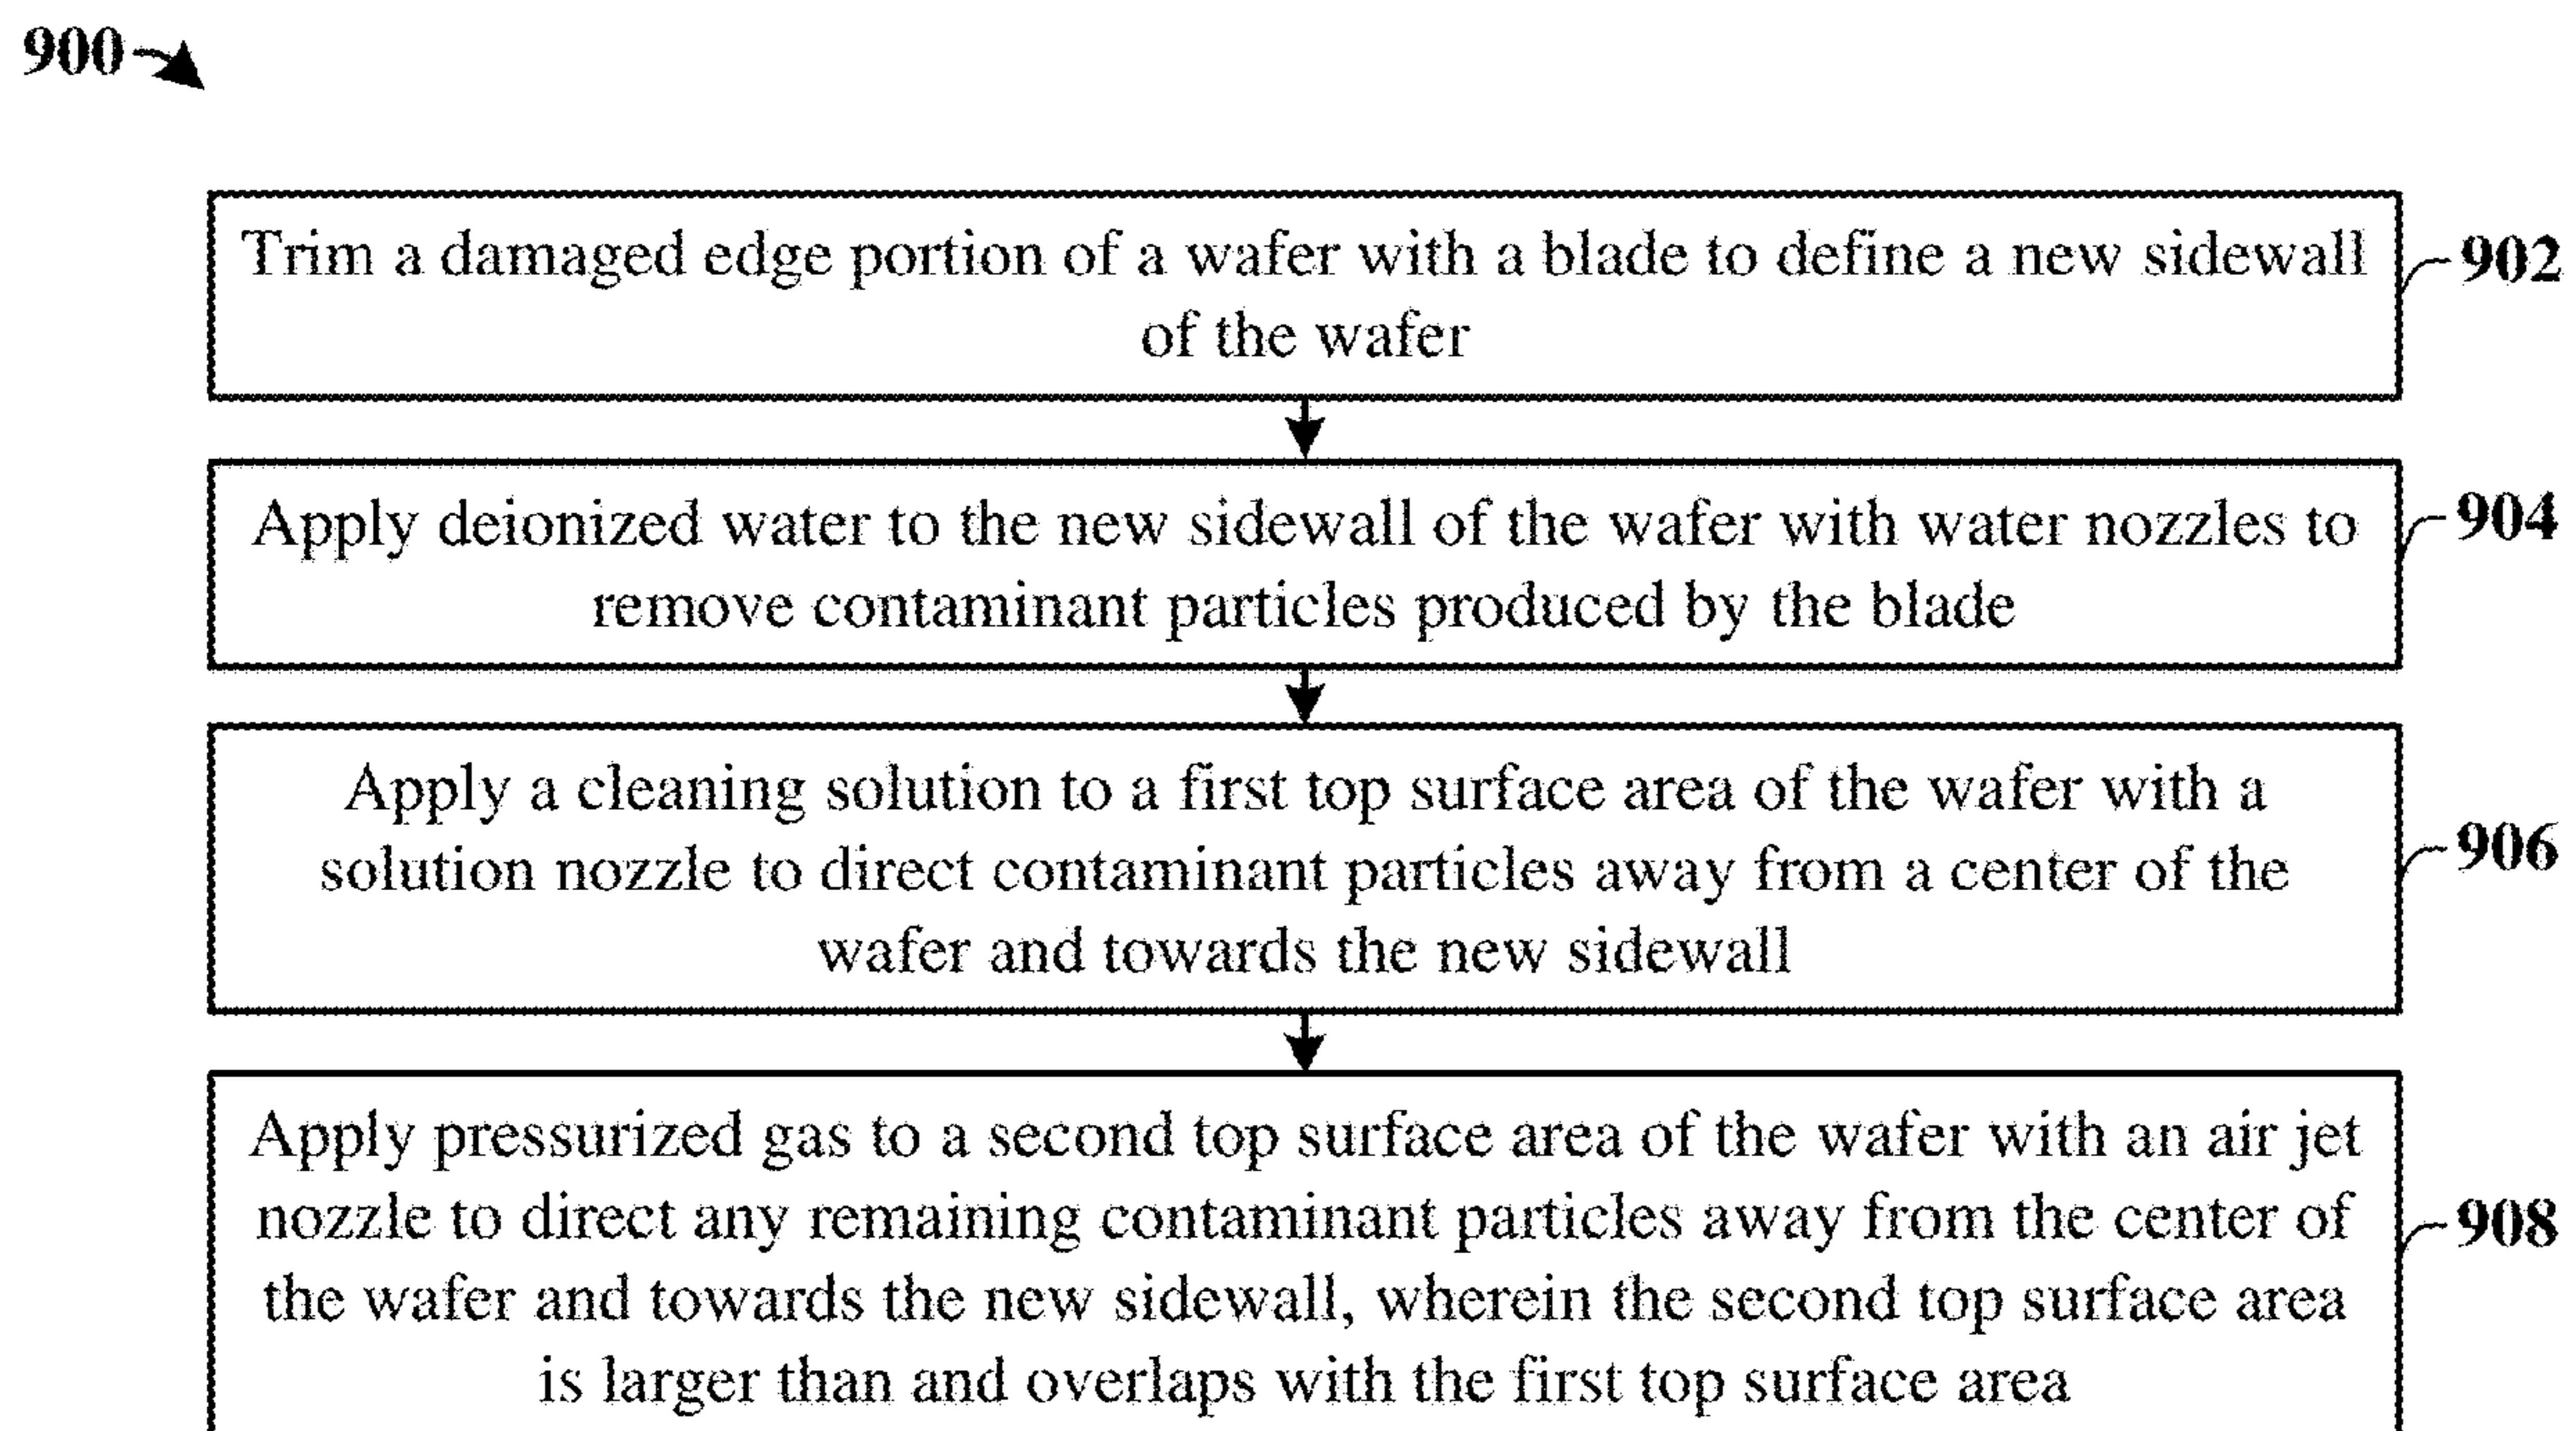 900
Trim a damaged edge portion of a wafer with a blade to define a new sidewall
of the wafer
902
Apply deionized water to the new sidewall of the wafer with water nozzles to
remove contaminant particles produced by the blade
904
Apply a cleaning solution to a first top surface area of the wafer with a
solution nozzle to direct contaminant particles away from a center of the
wafer and towards the new sidewall
906
Apply pressurized gas to a second top surface area of the wafer with an air jet
nozzle to direct any remaining contaminant particles away from the center of
the wafer and towards the new sidewall, wherein the second top surface area
is larger than and overlaps with the first top surface area
908